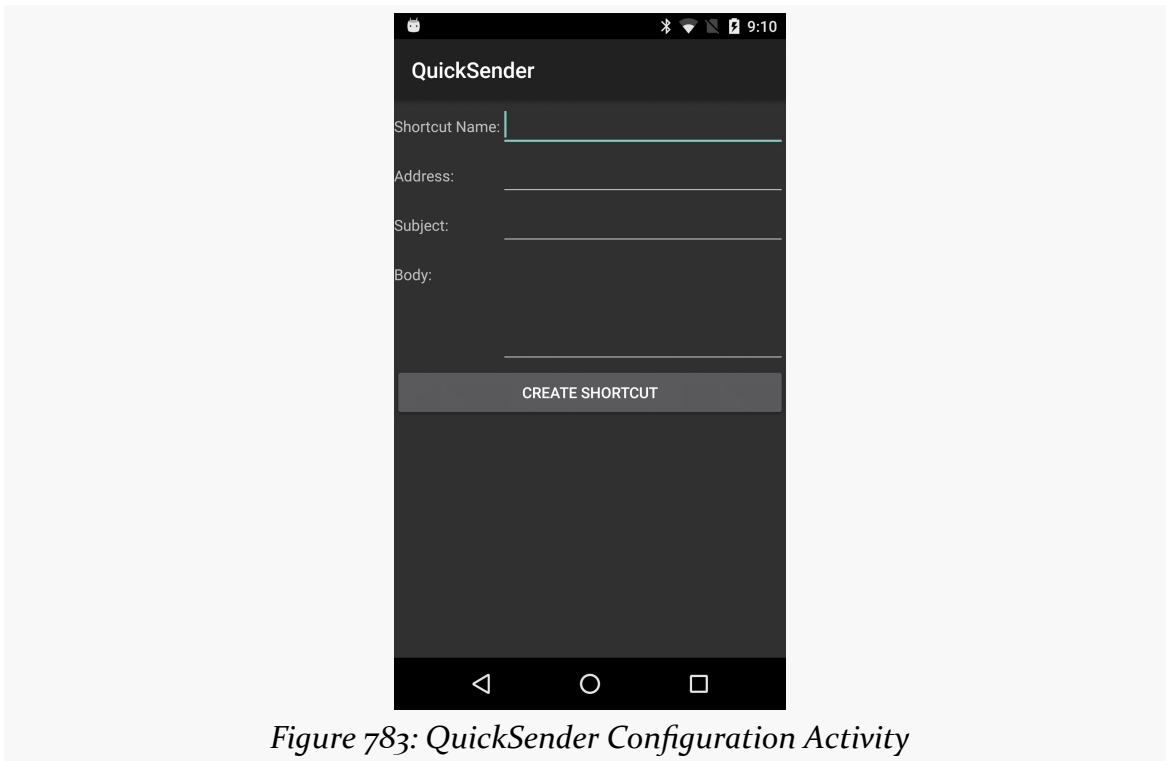 9:10
QuickSender
Shortcut Name:
Address:
Subject:
Body:
CREATE SHORTCUT
Figure 783: QuickSender Configuration Activity